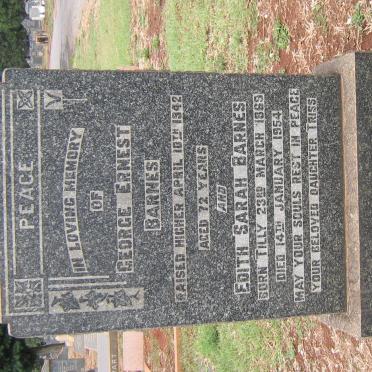 PEACE
IN LOVING MEMORY
OF
GEORGE ERNEST
BARNES
RAISED HIGHER APRIL 18TH 1942
AGED 72 YEARS
AND
EDITH SARAH BARNES
BORN TILLY 23RD MARCH 1883
DIED 14TH JANUARY 1954
MAY YOUR SOULS REST IN PEACE
YOUR BELOVED DAUGHTER TRISS